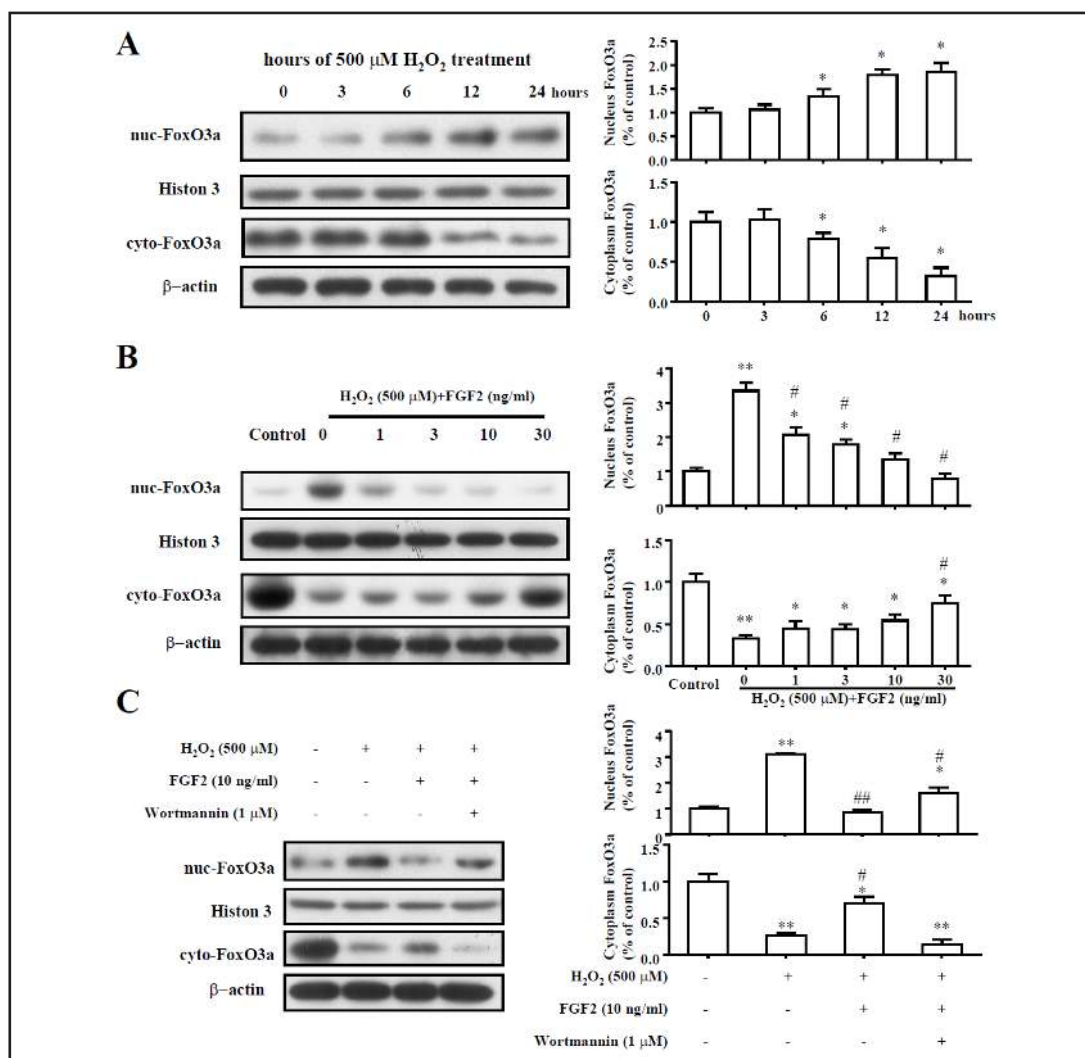 A
hours of 500 μM H₂O₂ treatment
0 3 6 12 24 hours
nuc-FoxO3a
Histon 3
cyto-FoxO3a
β−actin
Nucleus FoxO3a
(% of control)
2.5
2.0
1.5
1.0
0.5
0.0
* * *
Cytoplasm FoxO3a
(% of control)
1.5
1.0
0.5
0.0
* * *
0 3 6 12 24 hours
B
H₂O₂ (500 μM)+FGF2 (ng/ml)
Control 0 1 3 10 30
nuc-FoxO3a
Histon 3
cyto-FoxO3a
β−actin
Nucleus FoxO3a
(% of control)
4
3
2
1
0
** # * # * # #
Cytoplasm FoxO3a
(% of control)
1.5
1.0
0.5
0.0
** * * * # *
Control 0 1 3 10 30
H₂O₂ (500 μM)+FGF2 (ng/ml)
C
H₂O₂ (500 μM) - + + +
FGF2 (10 ng/ml) - - + +
Wortmannin (1 μM) - - - +
nuc-FoxO3a
Histon 3
cyto-FoxO3a
β−actin
Nucleus FoxO3a
(% of control)
4
3
2
1
0
** ## # *
Cytoplasm FoxO3a
(% of control)
1.0
0.5
0.0
** # * **
H₂O₂ (500 μM) - + + +
FGF2 (10 ng/ml) - - + +
Wortmannin (1 μM) - - - +